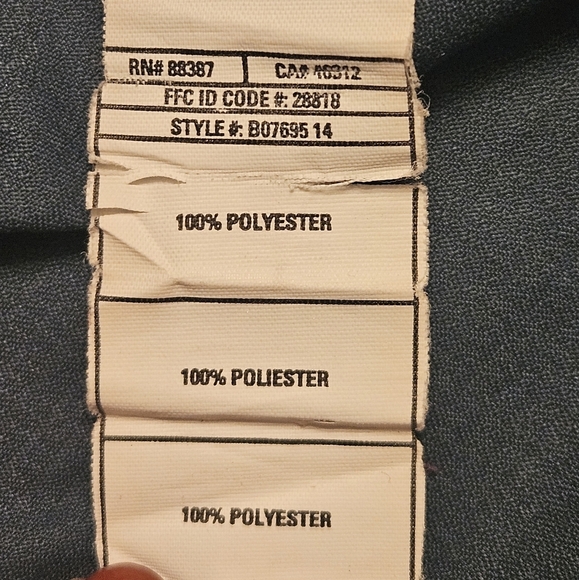 RN# 88387 CA# 46312
FFC ID CODE #: 28818
STYLE #: B07695 14
100% POLYESTER
100% POLIESTER
100% POLYESTER